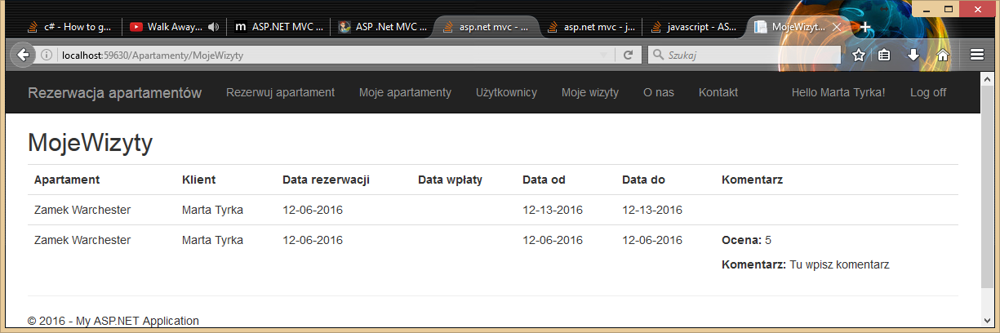 c# - How to g...
Walk Away...
ASP.NET MVC ...
ASP .Net MVC ...
asp.net mvc - ...
asp.net mvc - j...
javascript - AS...
MojeWizyt...
localhost:59630/Apartamenty/MojeWizyty
Szukaj
Rezerwacja apartamentów Rezerwuj apartament Moje apartamenty Użytkownicy Moje wizyty O nas Kontakt Hello Marta Tyrka! Log off
MojeWizyty
Apartament Klient Data rezerwacji Data wpłaty Data od Data do Komentarz
Zamek Warchester Marta Tyrka 12-06-2016 12-13-2016 12-13-2016
Zamek Warchester Marta Tyrka 12-06-2016 12-06-2016 12-06-2016 Ocena: 5
Komentarz: Tu wpisz komentarz
© 2016 - My ASP.NET Application